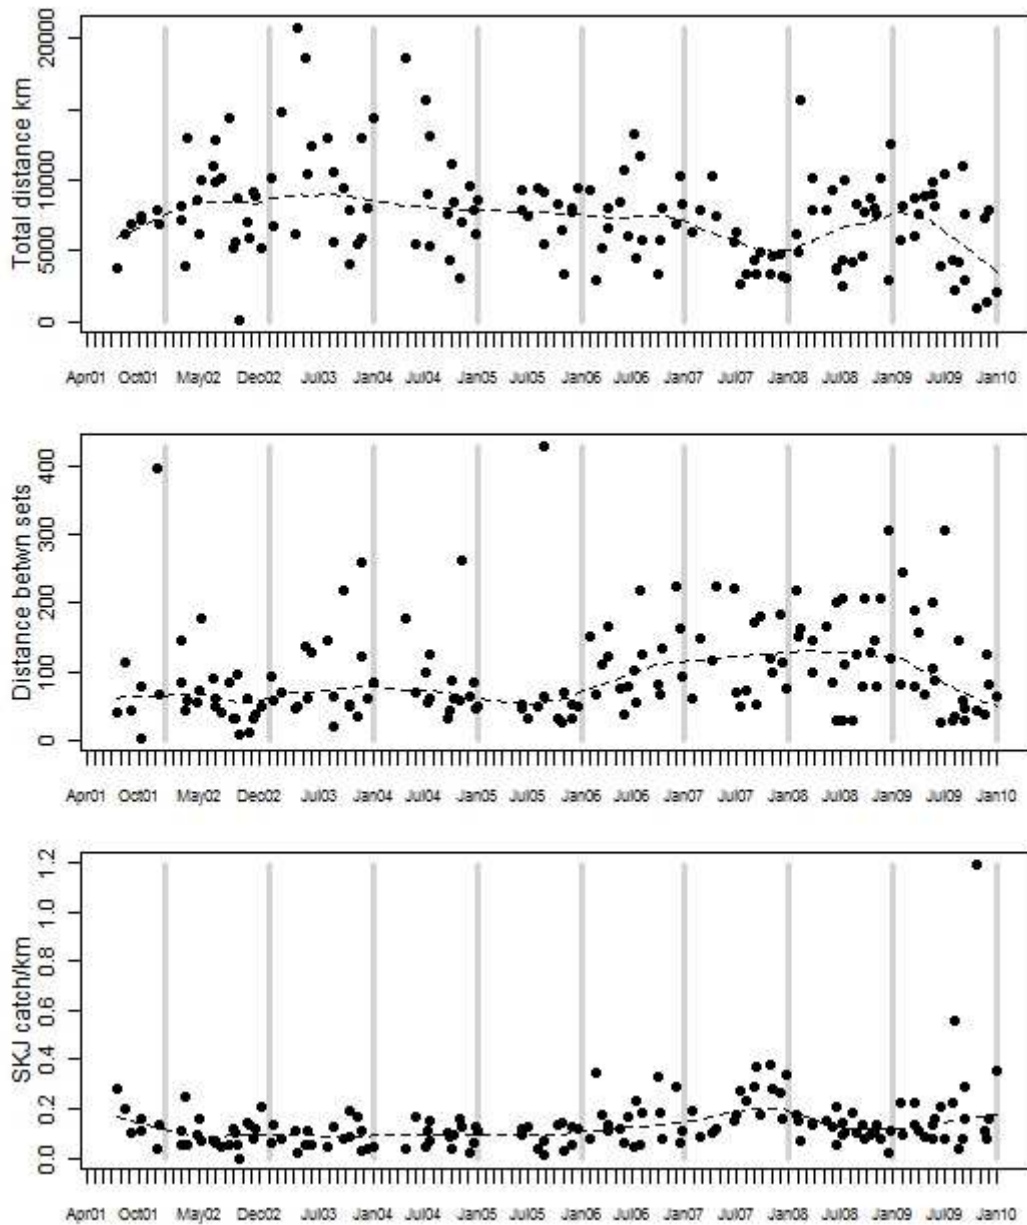 Total distance km
0
5000
10000
20000
Apr01 Oct01 May02 Dec02 Jul03 Jan04 Jul04 Jan05 Jul05 Jan06 Jul06 Jan07 Jul07 Jan08 Jul08 Jan09 Jul09 Jan10
Distance betwn sets
0
100
200
300
400
Apr01 Oct01 May02 Dec02 Jul03 Jan04 Jul04 Jan05 Jul05 Jan06 Jul06 Jan07 Jul07 Jan08 Jul08 Jan09 Jul09 Jan10
SKJ catch/km
0.0
0.2
0.4
0.6
0.8
1.0
1.2
Apr01 Oct01 May02 Dec02 Jul03 Jan04 Jul04 Jan05 Jul05 Jan06 Jul06 Jan07 Jul07 Jan08 Jul08 Jan09 Jul09 Jan10